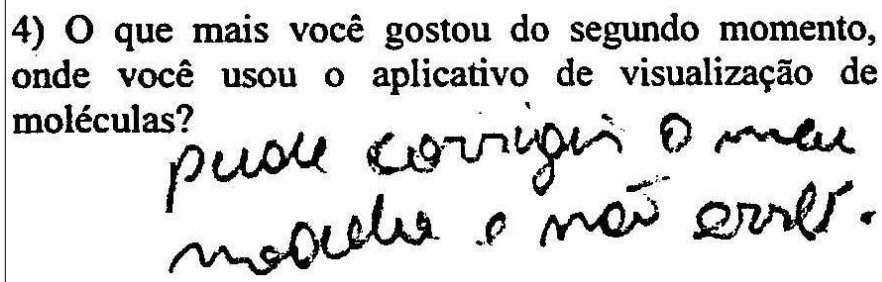 4) O que mais você gostou do segundo momento,
onde você usou o aplicativo de visualização de
moléculas?
pude corrigir o meu
modelo e não errei.